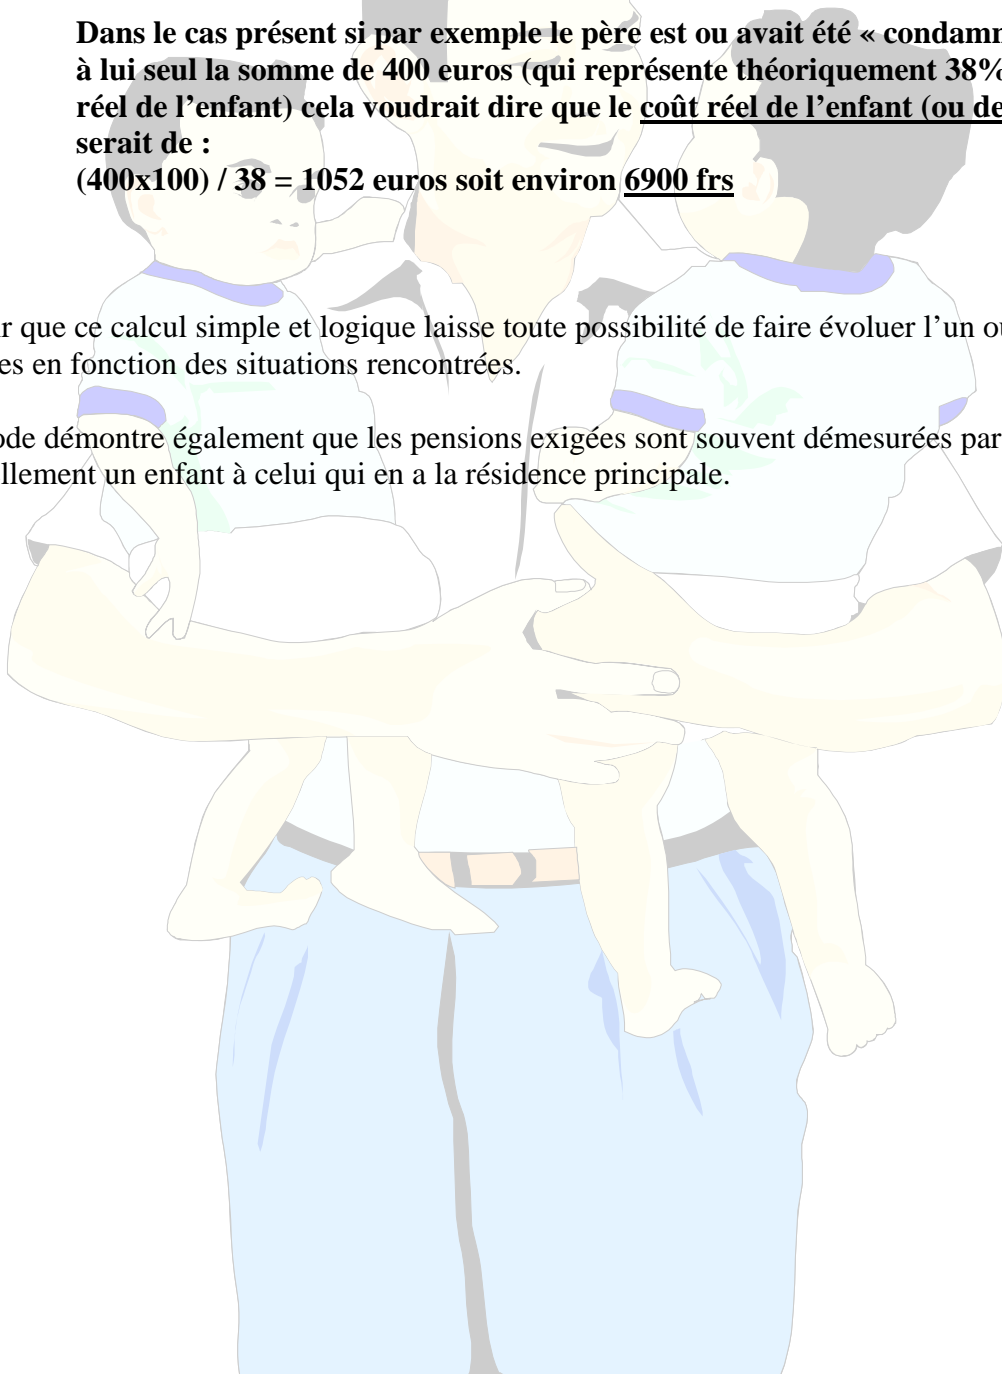 Dans le cas présent si par exemple le père est ou avait été « condamn
à lui seul la somme de 400 euros (qui représente théoriquement 38%
réel de l’enfant) cela voudrait dire que le coût réel de l’enfant (ou de
serait de :
(400x100) / 38 = 1052 euros soit environ 6900 frs
r que ce calcul simple et logique laisse toute possibilité de faire évoluer l’un ou
es en fonction des situations rencontrées.
ode démontre également que les pensions exigées sont souvent démesurées par
llement un enfant à celui qui en a la résidence principale.